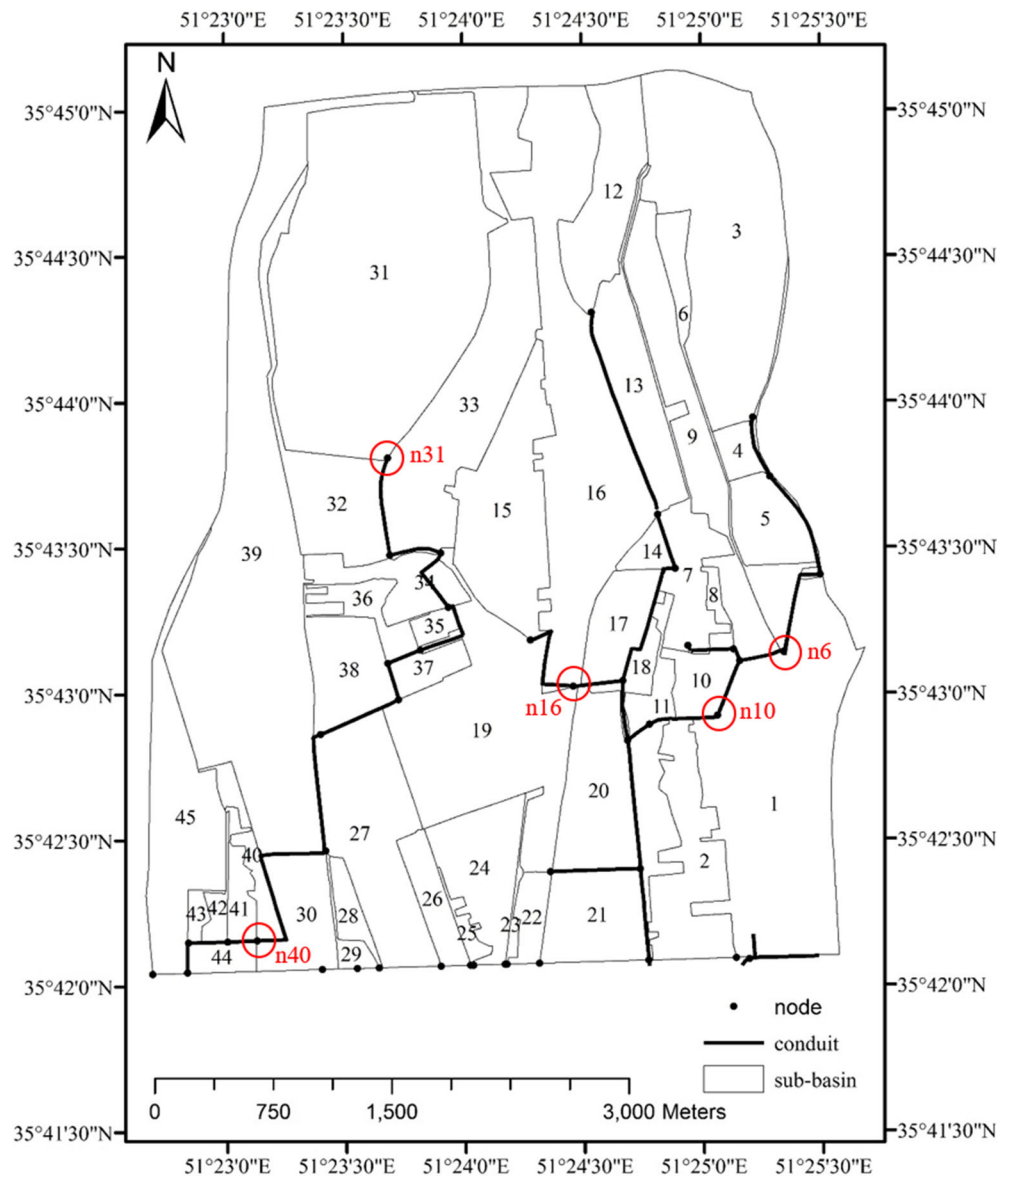 51°23'0"E 51°23'30"E 51°24'0"E 51°24'30"E 51°25'0"E 51°25'30"E
N
35°45'0"N 35°45'0"N
12
3
35°44'30"N 35°44'30"N
31
6
13
35°44'0"N 35°44'0"N
33
9
4
n31
16
32 15
5
35°43'30"N 35°43'30"N
39
14
7
34
36 8
35 17
n6
37 18
38 10
35°43'0"N 35°43'0"N
n16 11 n10
19
20
1
45
27
35°42'30"N 35°42'30"N
40 2
24
26
43 42 41 30 28 22 21
23
25
44 n40 29
35°42'0"N 35°42'0"N
node
conduit
sub-basin
0 750 1,500 3,000 Meters
35°41'30"N 35°41'30"N
51°23'0"E 51°23'30"E 51°24'0"E 51°24'30"E 51°25'0"E 51°25'30"E